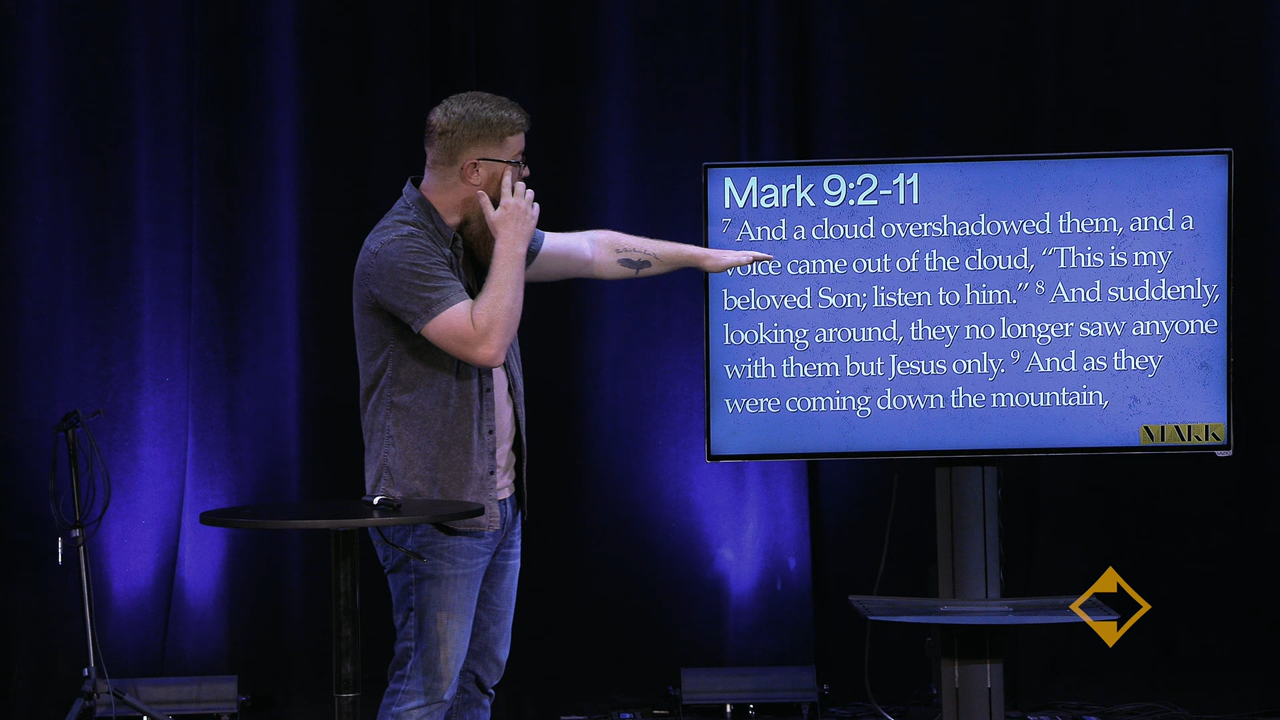 Mark 9:2-11
⁷ And a cloud overshadowed them, and a
voice came out of the cloud, “This is my
beloved Son; listen to him.” ⁸ And suddenly,
looking around, they no longer saw anyone
with them but Jesus only. ⁹ And as they
were coming down the mountain,
MARK